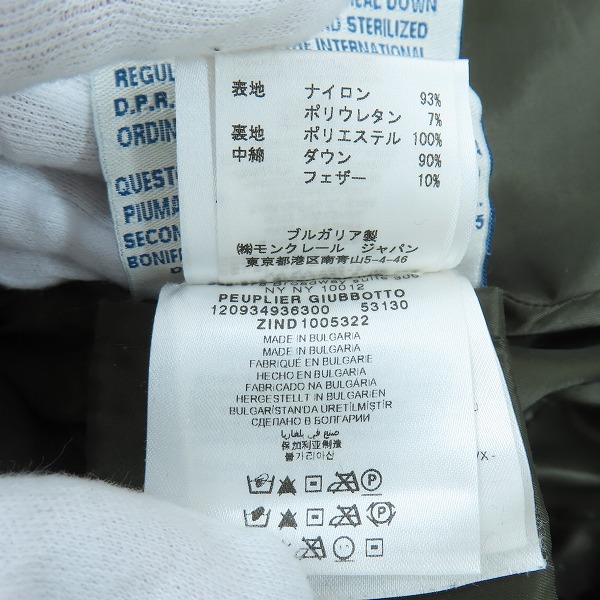 EAL DOWN
ND STERILIZED
THE INTERNATIONAL
REGUL
D.P.R.
ORDIN
QUEST
PIUMA
SECON
BONIF
表地 ナイロン 93%
ポリウレタン 7%
裏地 ポリエステル 100%
中綿 ダウン 90%
フェザー 10%
ブルガリア製
㈱モンクレール ジャパン
東京都港区南青山5-4-46
NY NY 10012
PEUPLIER GIUBBOTTO
120934936300 53130
ZIND1005322
MADE IN BULGARIA
MADE IN BULGARIA
FABRIQUÉ EN BULGARIE
HECHO EN BULGARIA
FABRICADO NA BULGÁRIA
HERGESTELLT IN BULGARIEN
BULGARİSTAN'DA ÜRETİLMİŞTİR
СДЕЛАНО В БОЛГАРИИ
صنع في بلغاريا
保加利亚制造
불가리아산